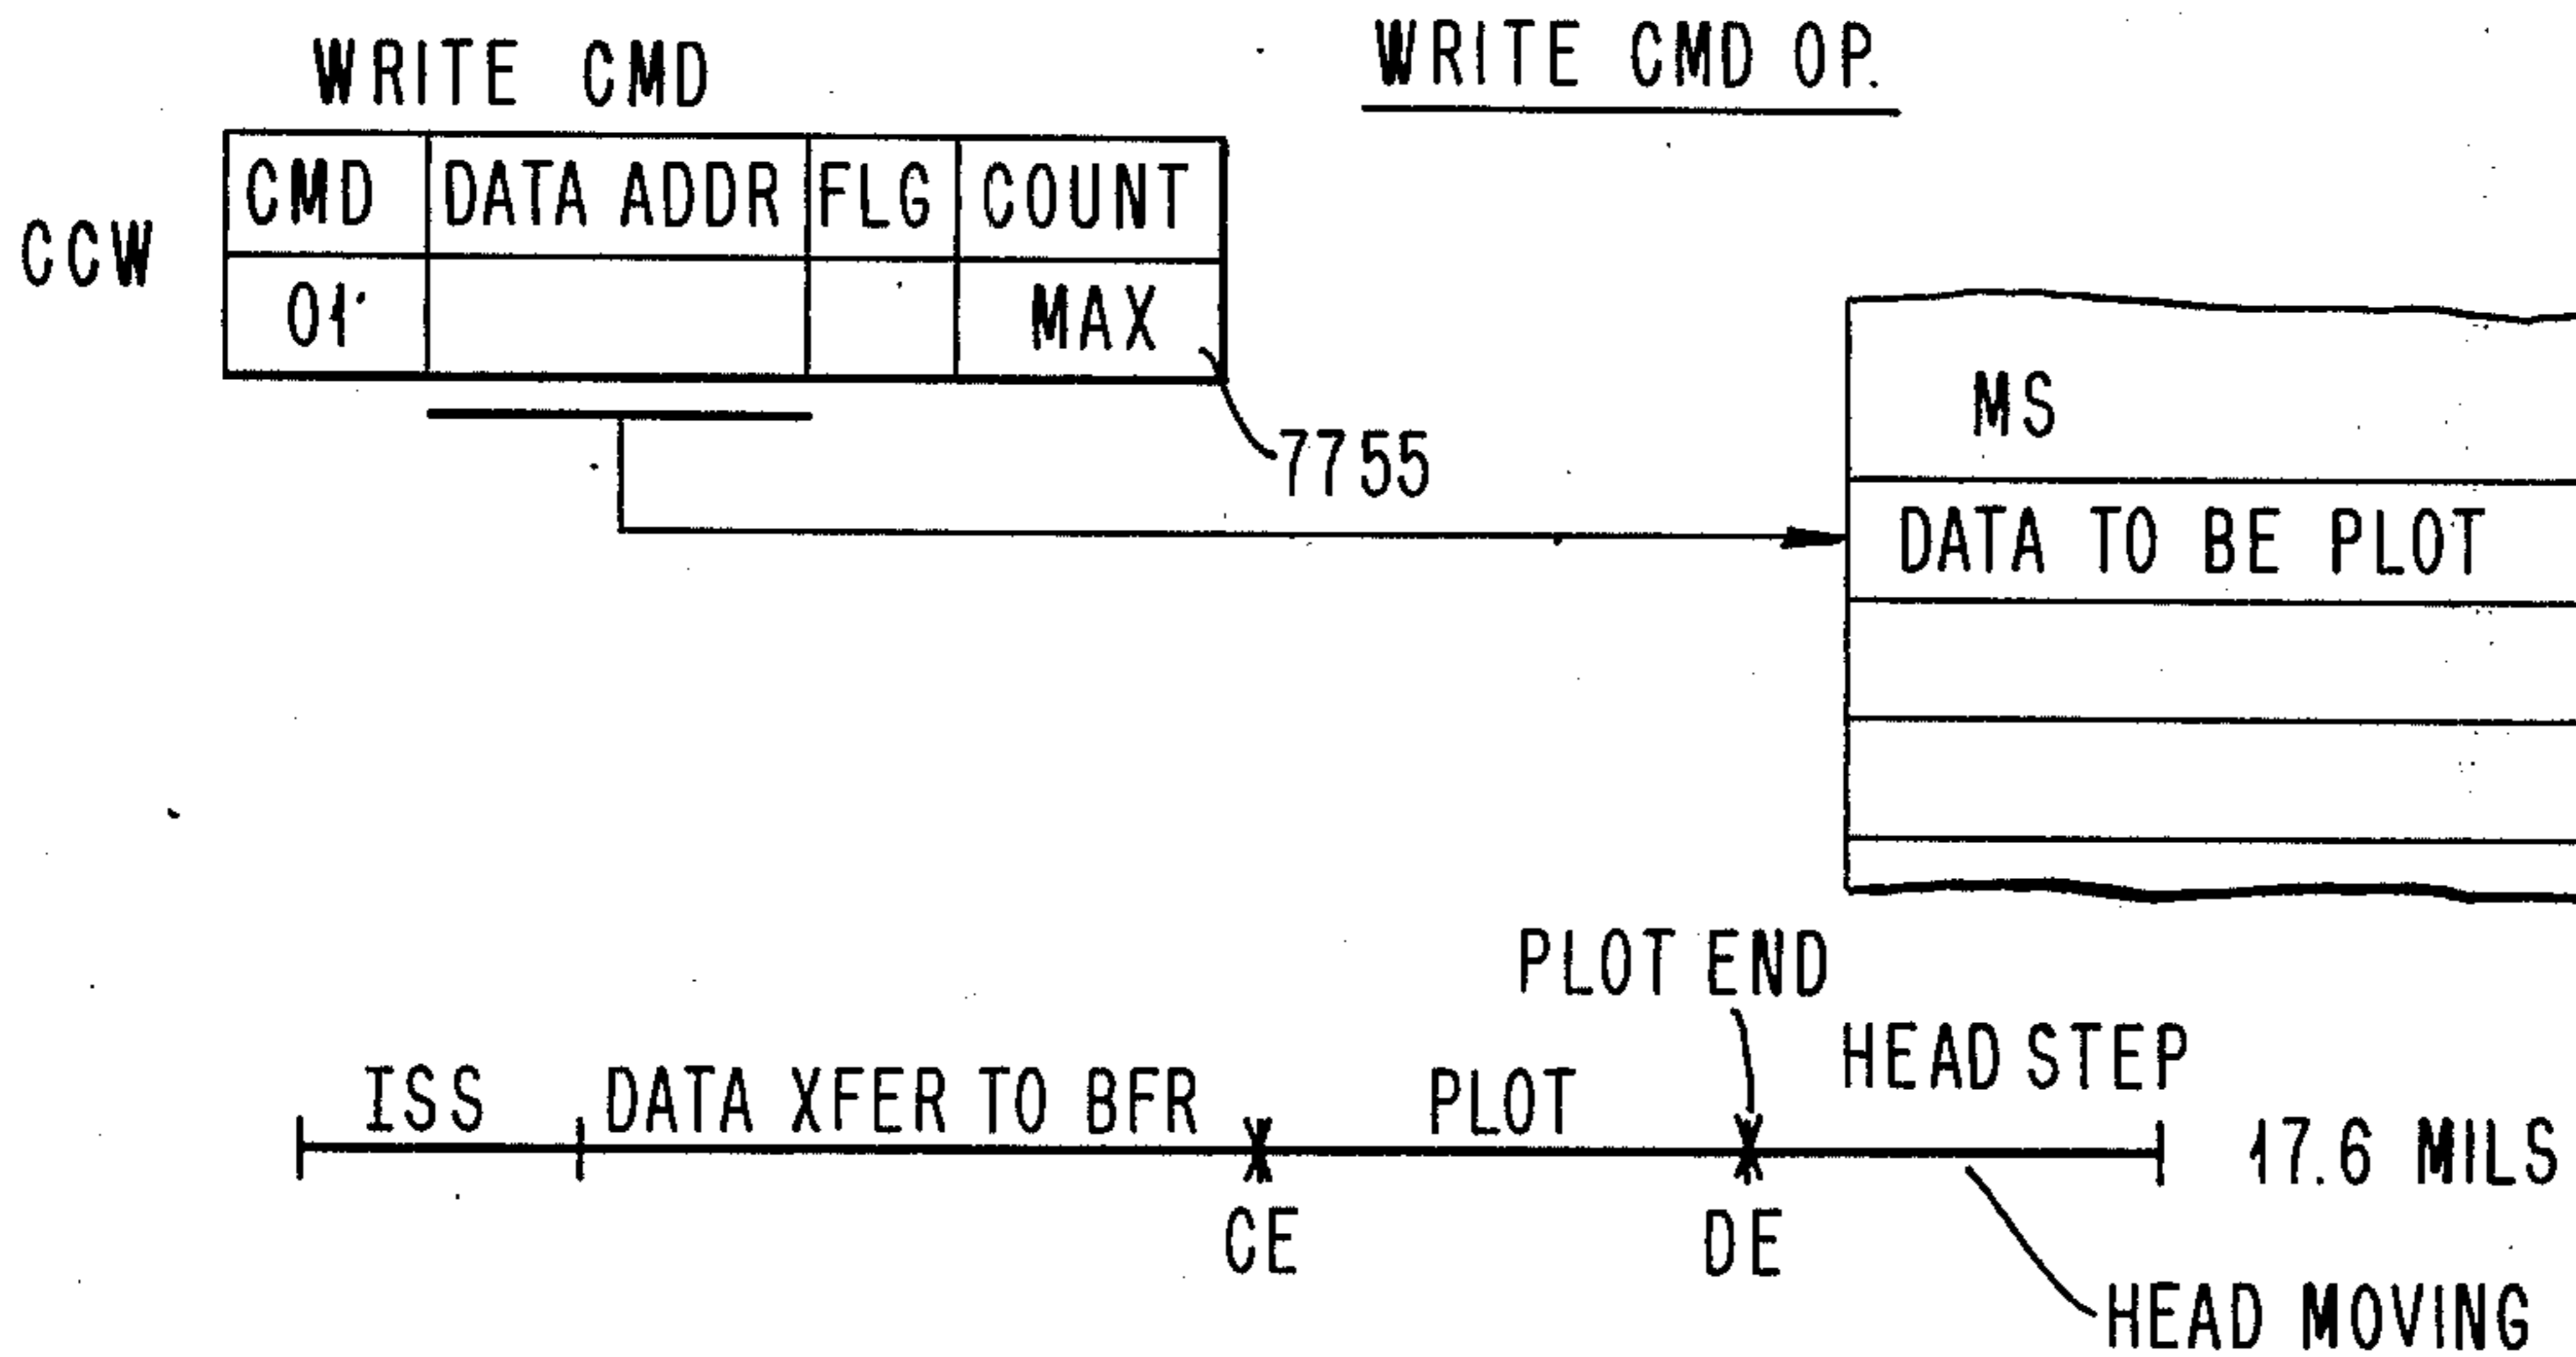 WRITE CMD
WRITE CMD OP.
CMD DATA ADDR FLG COUNT
CCW
01 MAX
7755
MS
DATA TO BE PLOT
PLOT END
HEAD STEP
ISS DATA XFER TO BFR PLOT
17.6 MILS
CE DE
HEAD MOVING